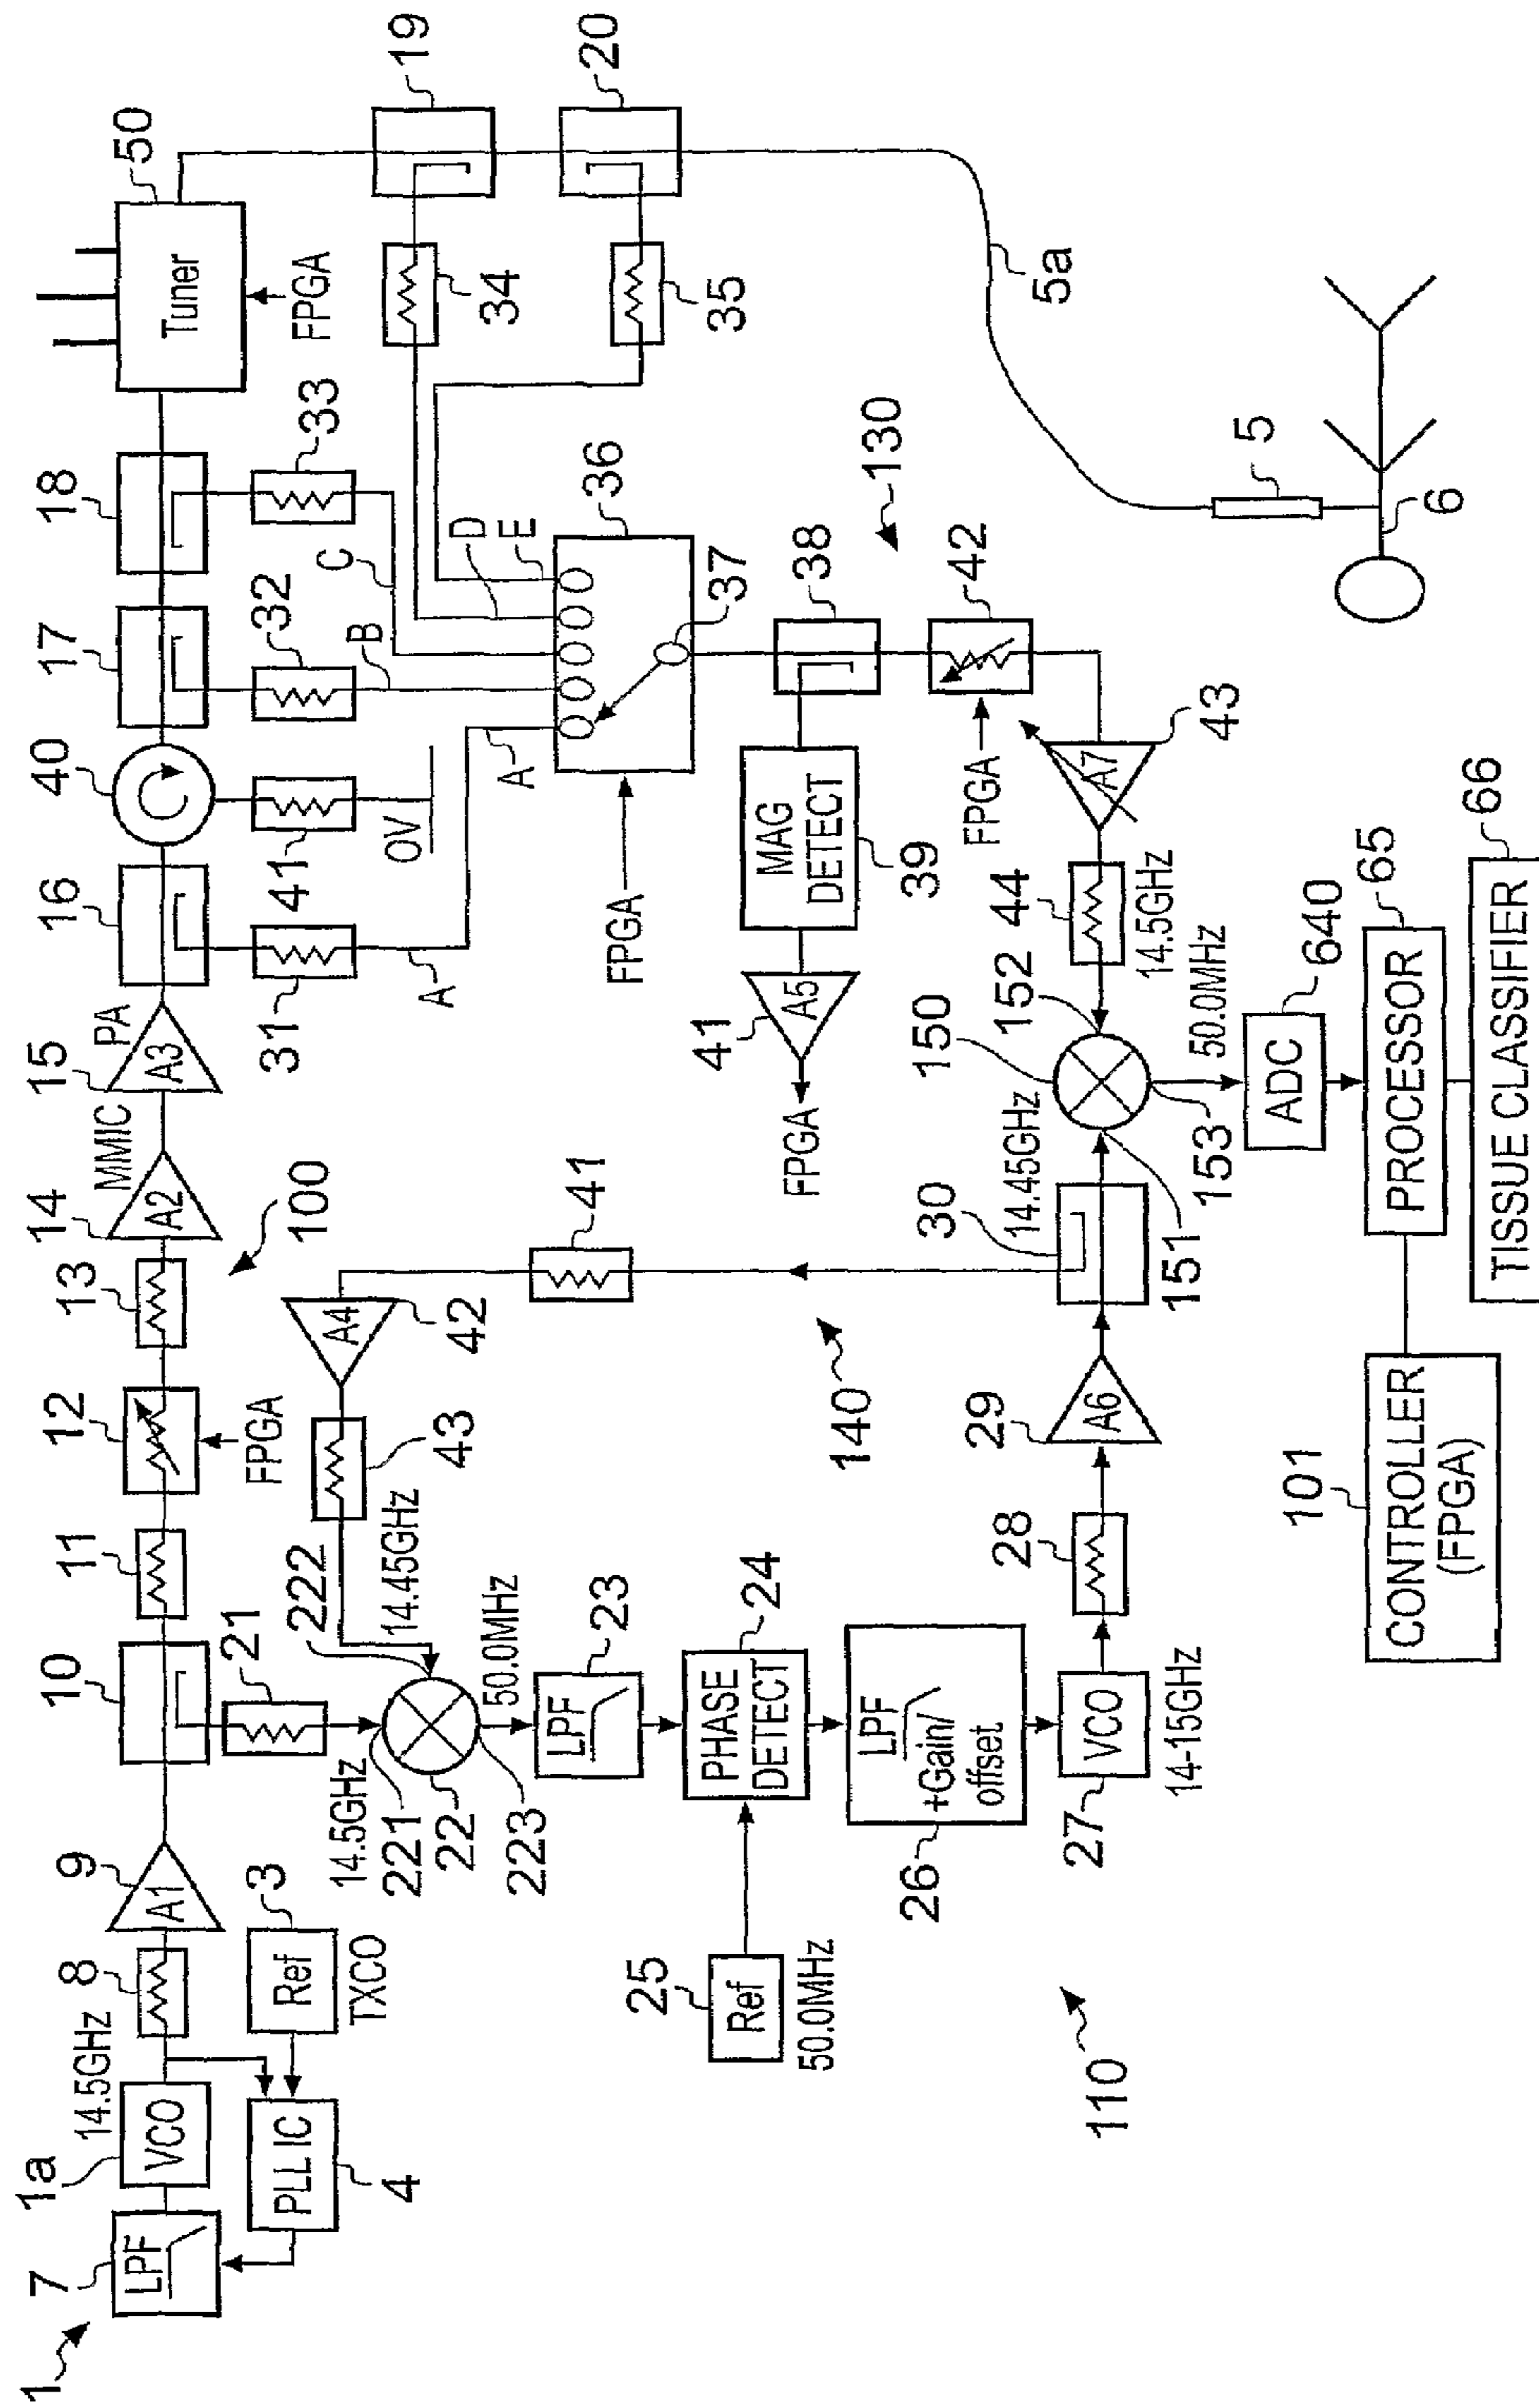 1
7
LPF
1a
VCO
14.5GHz
PLL IC
4
8
Ref
3
TXCO
9
A1
10
11
12
FPGA
13
100
14
A2
MMIC
15
A3
PA
16
31
A
A
40
41
0V
17
32
B
18
33
C
50
Tuner
FPGA
19
34
D
20
35
E
36
37
FPGA
21
14.5GHz
221
22
222
223
14.45GHz
50.0MHz
43
A4
42
41
140
LPF
23
PHASE
DETECT
24
25
Ref
50.0MHz
LPF
+Gain/
offset
26
VCO
27
14-15GHz
110
28
29
A6
30
14.45GHz
151
150
152
153
14.5GHz
50.0MHz
44
A7
43
42
FPGA
38
130
MAG
DETECT
39
A5
41
FPGA
5a
5
6
ADC
640
PROCESSOR
65
TISSUE CLASSIFIER
66
CONTROLLER
(FPGA)
101